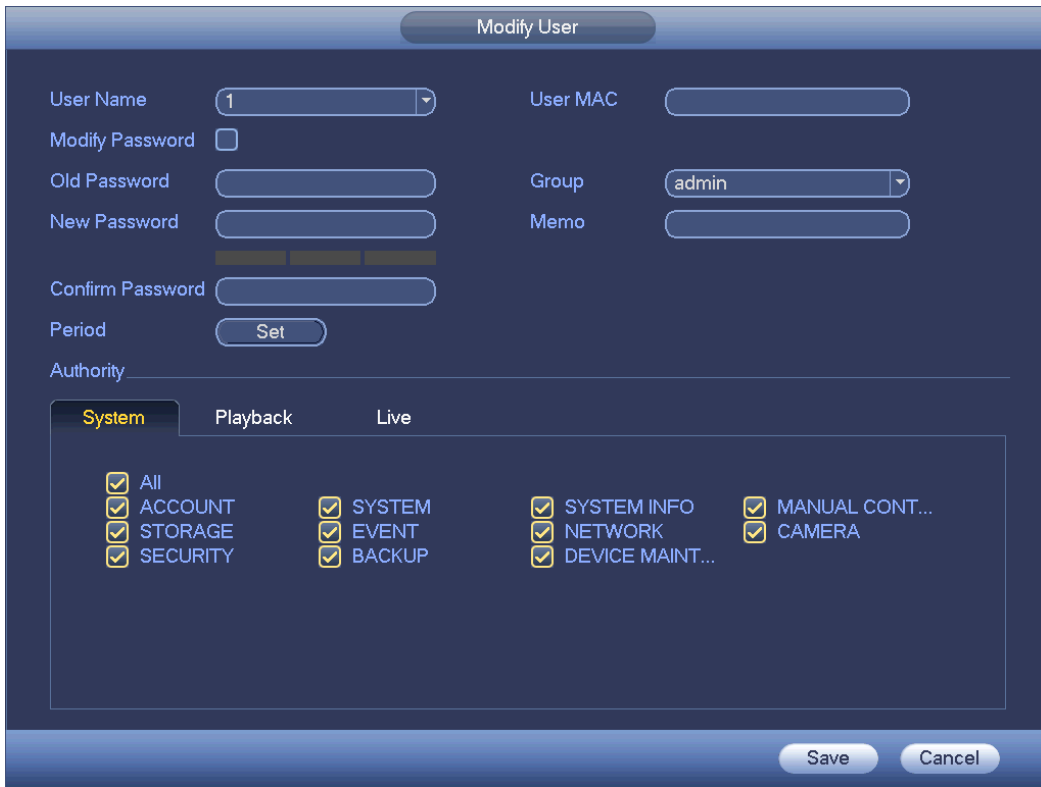 Modify User
User Name 1 User MAC
Modify Password
Old Password Group admin
New Password Memo
Confirm Password
Period Set
Authority
System Playback Live
All
ACCOUNT SYSTEM SYSTEM INFO MANUAL CONT...
STORAGE EVENT NETWORK CAMERA
SECURITY BACKUP DEVICE MAINT...
Save Cancel